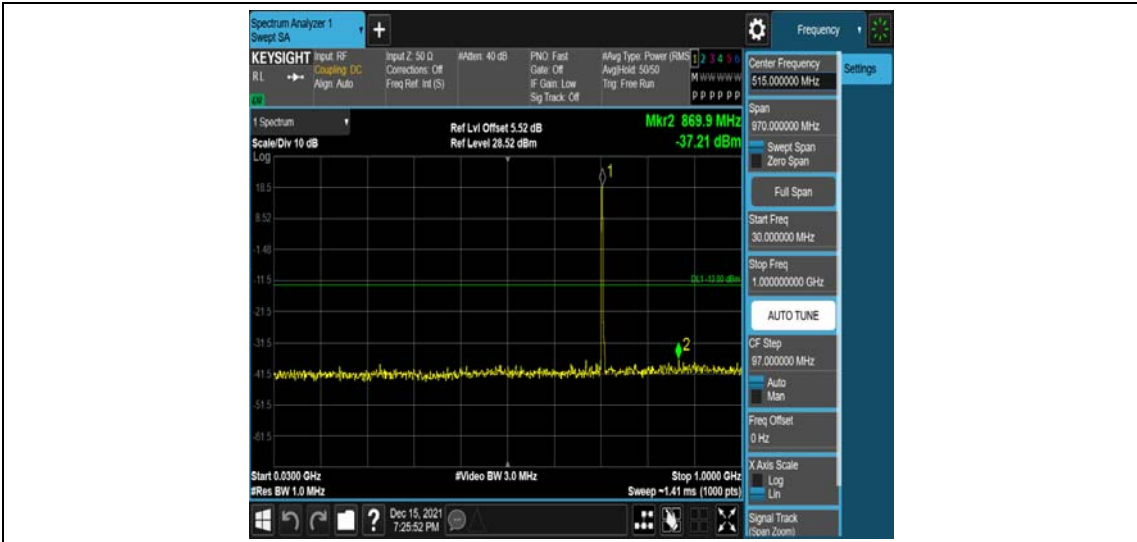 Spectrum Analyzer 1
Swept SA
+
Frequency
KEYSIGHT Input: RF Input Z: 50 Ω #Atten: 40 dB PNO: Fast #Avg Type: Power (RMS 1 2 3 4 5 6
RL Coupling: DC Corrections: Off Gate: Off Avg|Hold: 50/50 M W W W W W
Align: Auto Freq Ref: Int (S) IF Gain: Low Trig: Free Run
Sig Track: Off P P P P P P
1 Spectrum
Ref Lvl Offset 5.52 dB
Mkr2 869.9 MHz
Scale/Div 10 dB
Ref Level 28.52 dBm
-37.21 dBm
Log
1
18.5
8.52
-1.48
-11.5
DL1 -13.00 dBm
-21.5
-31.5
2
-41.5
-51.5
-61.5
Start 0.0300 GHz
#Video BW 3.0 MHz
Stop 1.0000 GHz
#Res BW 1.0 MHz
Sweep ~1.41 ms (1000 pts)
?
Dec 15, 2021
7:25:52 PM
Center Frequency
515.000000 MHz
Settings
Span
970.000000 MHz
Swept Span
Zero Span
Full Span
Start Freq
30.000000 MHz
Stop Freq
1.000000000 GHz
AUTO TUNE
CF Step
97.000000 MHz
Auto
Man
Freq Offset
0 Hz
X Axis Scale
Log
Lin
Signal Track
(Span Zoom)